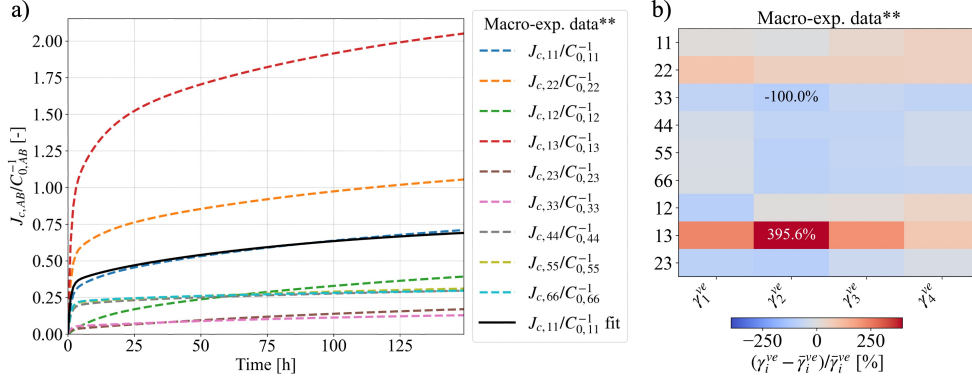 a)
J_{c,AB}/C^{-1}_{0,AB} [-]
2.00
1.75
1.50
1.25
1.00
0.75
0.50
0.25
0.00
0 25 50 75 100 125
Time [h]
Macro-exp. data**
J_{c,11}/C^{-1}_{0,11}
J_{c,22}/C^{-1}_{0,22}
J_{c,12}/C^{-1}_{0,12}
J_{c,13}/C^{-1}_{0,13}
J_{c,23}/C^{-1}_{0,23}
J_{c,33}/C^{-1}_{0,33}
J_{c,44}/C^{-1}_{0,44}
J_{c,55}/C^{-1}_{0,55}
J_{c,66}/C^{-1}_{0,66}
J_{c,11}/C^{-1}_{0,11} fit
b)
Macro-exp. data**
11
22
33
44
55
66
12
13
23
-100.0%
395.6%
γ_1^{ve} γ_2^{ve} γ_3^{ve} γ_4^{ve}
−250 0 250
(γ_i^{ve} − γ̄_i^{ve})/γ̄_i^{ve} [%]